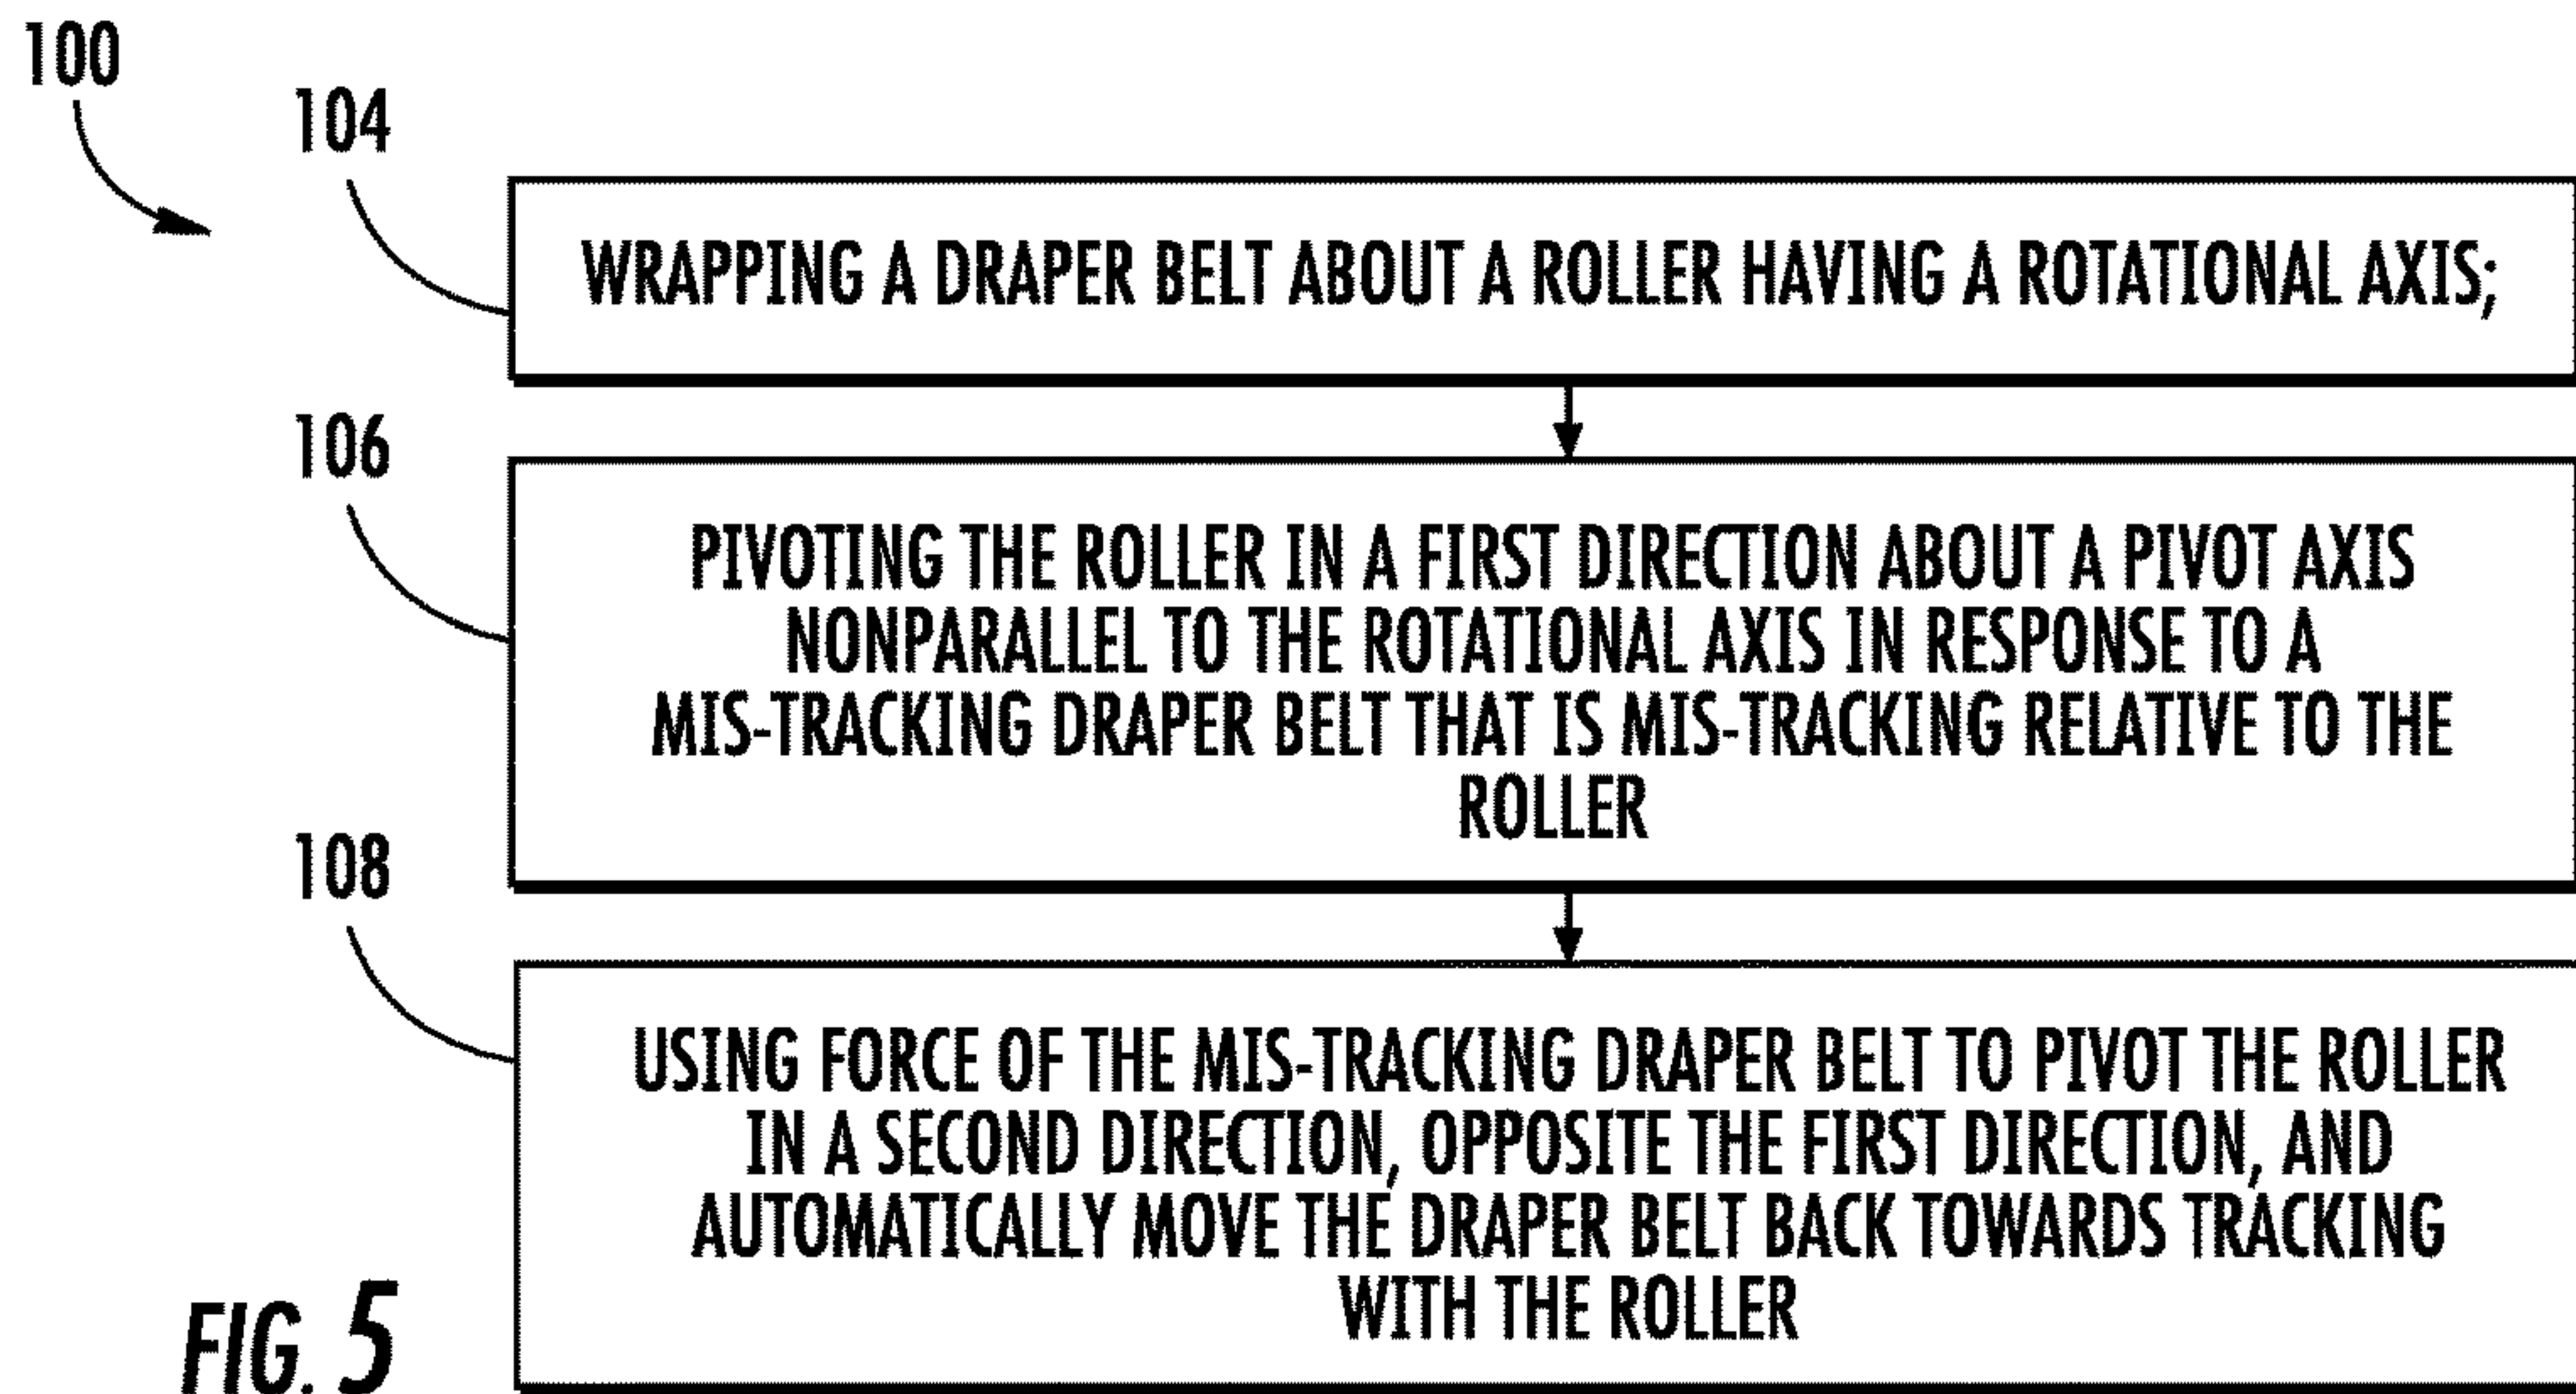 100
104
WRAPPING A DRAPER BELT ABOUT A ROLLER HAVING A ROTATIONAL AXIS;
106
PIVOTING THE ROLLER IN A FIRST DIRECTION ABOUT A PIVOT AXIS
NONPARALLEL TO THE ROTATIONAL AXIS IN RESPONSE TO A
MIS-TRACKING DRAPER BELT THAT IS MIS-TRACKING RELATIVE TO THE
ROLLER
108
USING FORCE OF THE MIS-TRACKING DRAPER BELT TO PIVOT THE ROLLER
IN A SECOND DIRECTION, OPPOSITE THE FIRST DIRECTION, AND
AUTOMATICALLY MOVE THE DRAPER BELT BACK TOWARDS TRACKING
WITH THE ROLLER
FIG. 5